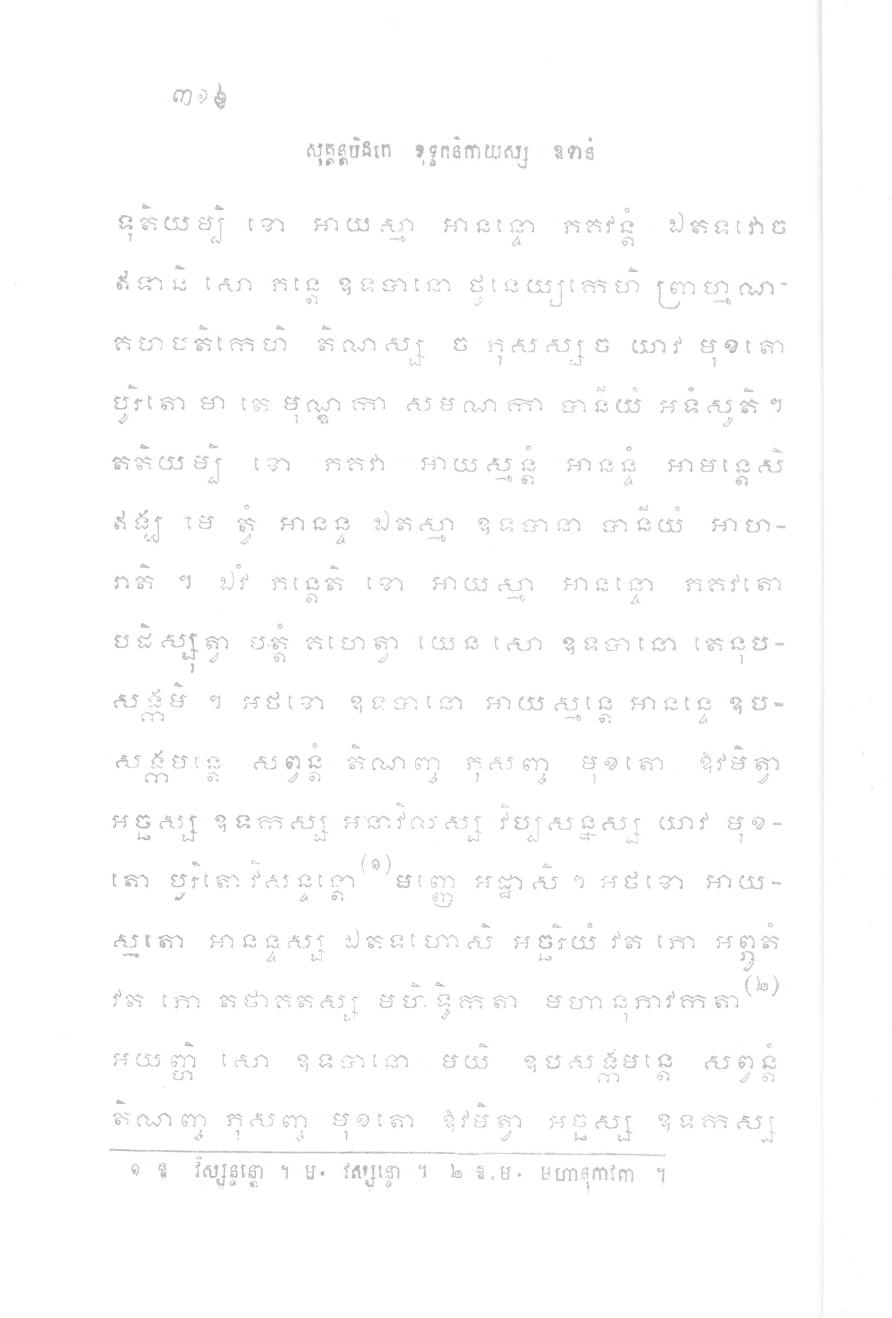 ៣១៦
សុត្តន្តបិដកេ ខុទ្ទកនិកាយស្ស ឧទានំ
ទុតិយម្បិ ខោ អាយស្មា អានន្ទោ ភគវន្តំ ឯតទវោច
ឥទានិ សោ ភន្តេ ឧទបានោ ថូនេយ្យកេហិ ព្រាហ្មណ-
គហបតិកេហិ តិណស្ស ច ភុសស្ស ច យាវ មុខតោ
បូរិតោ មា តេ មុណ្ឌកា សមណកា បានីយំ អទំសូតិ ។
តតិយម្បិ ខោ ភគវា អាយស្មន្តំ អានន្ទំ អាមន្តេសិ
ឥង្ឃ មេ ត្វំ អានន្ទ ឯតស្មា ឧទបានា បានីយំ អាហ-
រាតិ ។ ឯវំ ភន្តេតិ ខោ អាយស្មា អានន្ទោ ភគវតោ
បដិស្សុត្វា បត្តំ គហេត្វា យេន សោ ឧទបានោ តេនុប-
សង្កមិ ។ អថខោ ឧទបានោ អាយស្មន្តេ អានន្ទេ ឧប-
សង្កមន្តេ សព្វន្តំ តិណញ្ច ភុសញ្ច មុខតោ ឱវមិត្វា
អច្ឆស្ស ឧទកស្ស អនាវិលស្ស វិប្បសន្នស្ស យាវ មុខ-
តោ បូរិតោ វិសន្ទន្តោ(១) មញ្ញេ អដ្ឋាសិ ។ អថខោ អាយ-
ស្មតោ អានន្ទស្ស ឯតទហោសិ អច្ឆរិយំ វត ភោ អព្ភូតំ
វត ភោ តថាគតស្ស មហិទ្ធិកតា មហានុភាវកតា(២)
អយញ្ហិ សោ ឧទបានោ មយិ ឧបសង្កមន្តេ សព្វន្តំ
តិណញ្ច ភុសញ្ច មុខតោ ឱវមិត្វា អច្ឆស្ស ឧទកស្ស
១ ឱ វិស្សន្ទន្តោ ។ ម. វស្សន្ទោ ។ ២ ឱ.ម. មហានុភាវតា ។